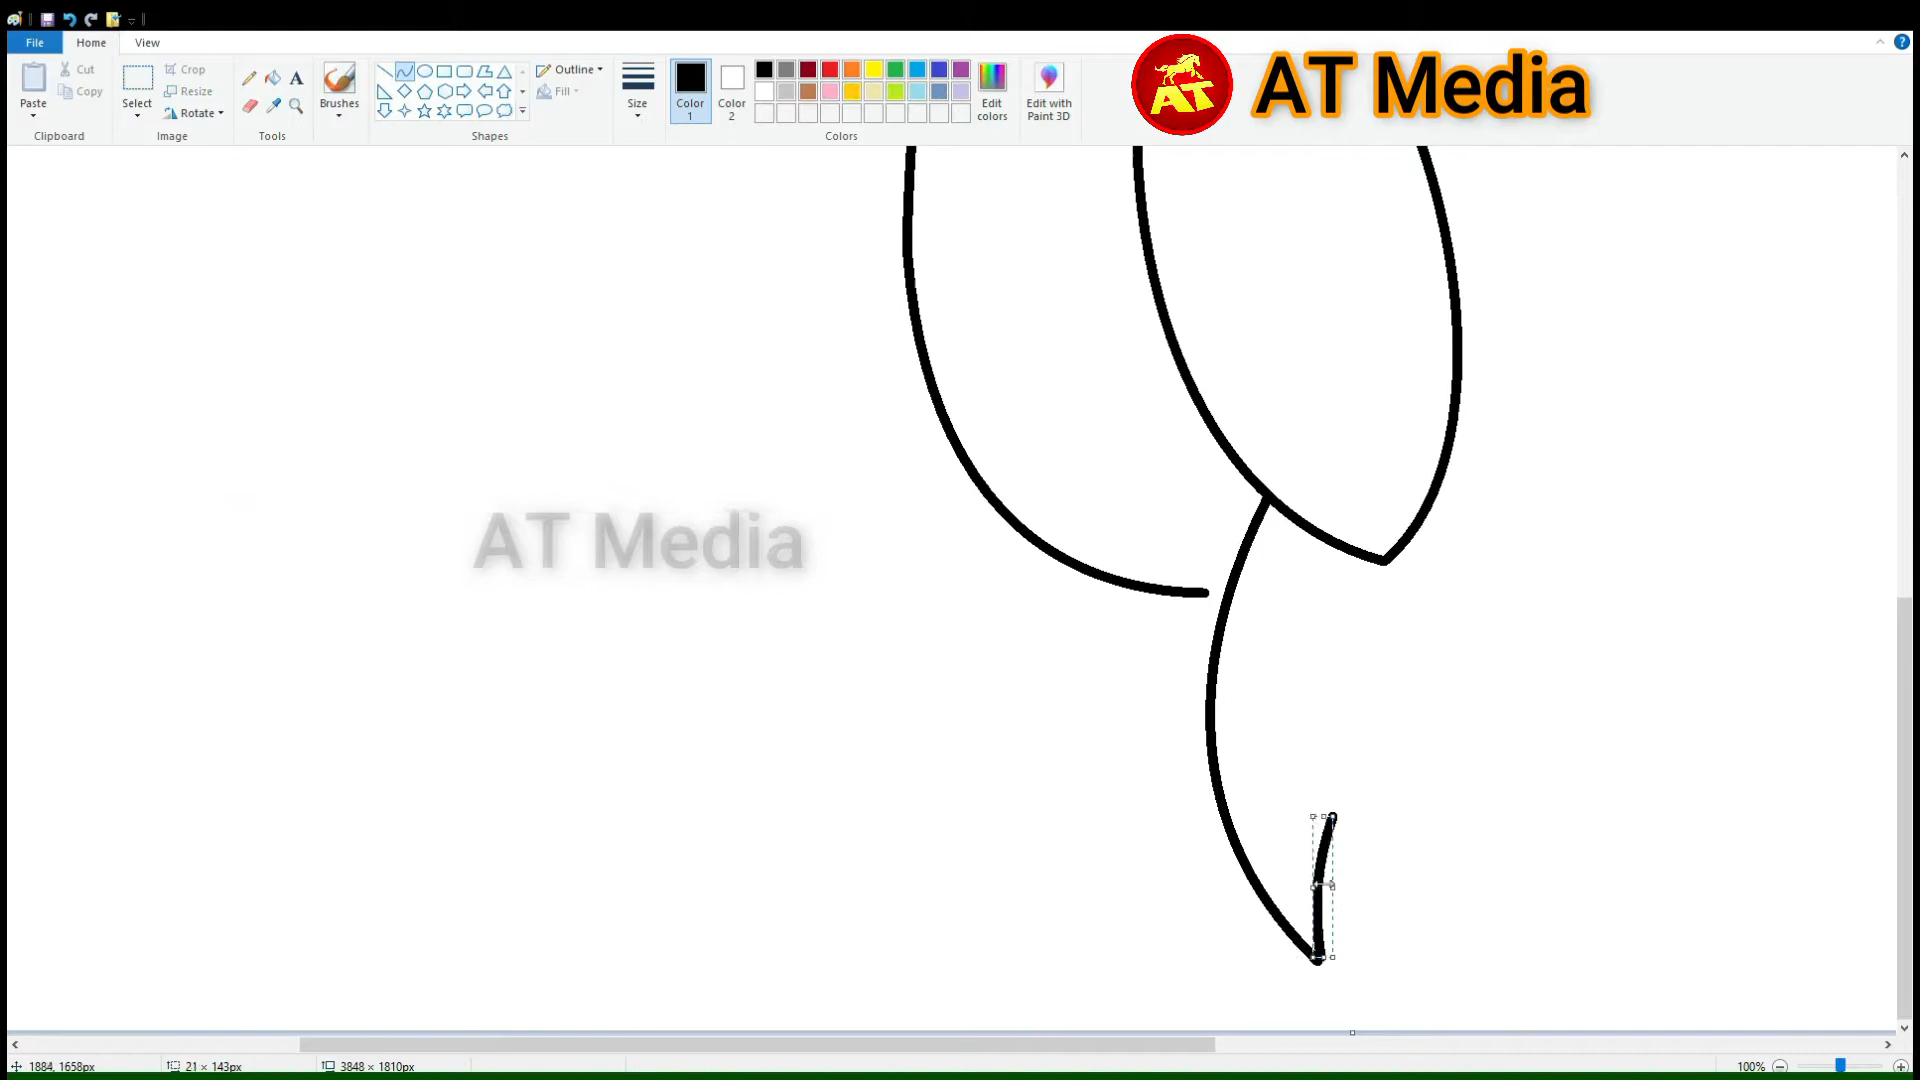 File Home View
Paste Cut Copy Clipboard
Select Crop Resize Rotate Image
Tools
Brushes
Shapes
Outline Fill
Size
Color 1 Color 2
Edit colors
Colors
Edit with Paint 3D
AT AT Media
AT Media
1884, 1658px 21 × 143px 3848 × 1810px 100%